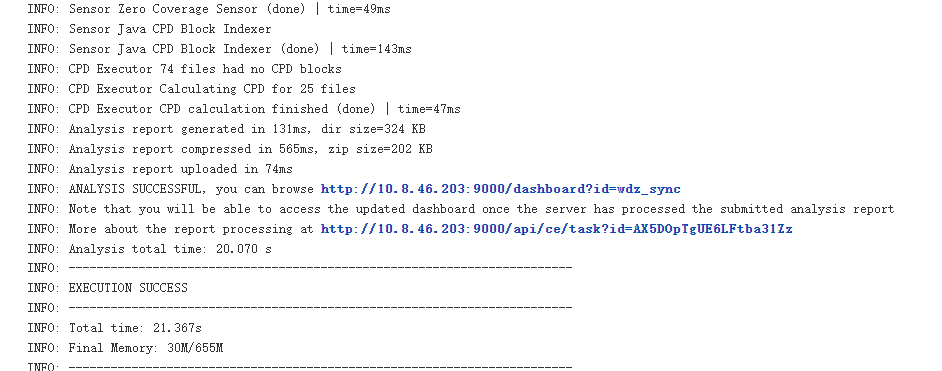 INFO: Sensor Zero Coverage Sensor (done) | time=49ms
INFO: Sensor Java CPD Block Indexer
INFO: Sensor Java CPD Block Indexer (done) | time=143ms
INFO: CPD Executor 74 files had no CPD blocks
INFO: CPD Executor Calculating CPD for 25 files
INFO: CPD Executor CPD calculation finished (done) | time=47ms
INFO: Analysis report generated in 131ms, dir size=324 KB
INFO: Analysis report compressed in 565ms, zip size=202 KB
INFO: Analysis report uploaded in 74ms
INFO: ANALYSIS SUCCESSFUL, you can browse http://10.8.46.203:9000/dashboard?id=wdz_sync
INFO: Note that you will be able to access the updated dashboard once the server has processed the submitted analysis report
INFO: More about the report processing at http://10.8.46.203:9000/api/ce/task?id=AX5DOpTgUE6LFtba31Zz
INFO: Analysis total time: 20.070 s
INFO: ------------------------------------------------------------------------
INFO: EXECUTION SUCCESS
INFO: ------------------------------------------------------------------------
INFO: Total time: 21.367s
INFO: Final Memory: 30M/655M
INFO: ------------------------------------------------------------------------